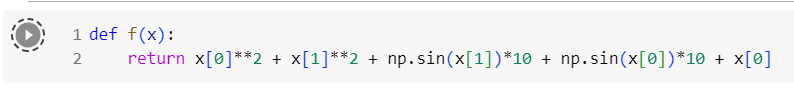 1 def f(x):
2     return x[0]**2 + x[1]**2 + np.sin(x[1])*10 + np.sin(x[0])*10 + x[0]